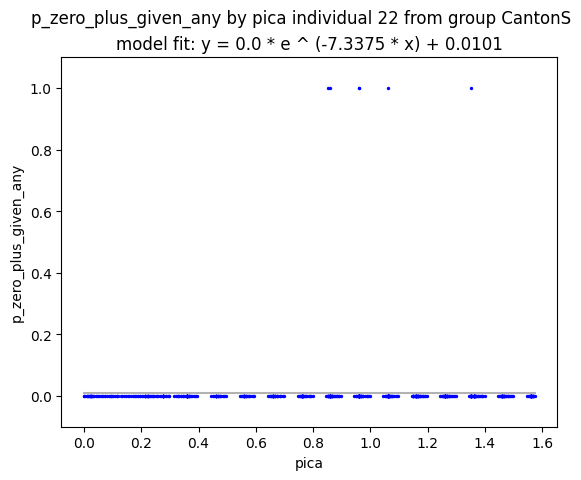 p_zero_plus_given_any by pica individual 22 from group CantonS
model fit: y = 0.0 * e ^ (-7.3375 * x) + 0.0101
1.0
0.8
0.6
0.4
0.2
0.0
p_zero_plus_given_any
0.0 0.2 0.4 0.6 0.8 1.0 1.2 1.4 1.6
pica